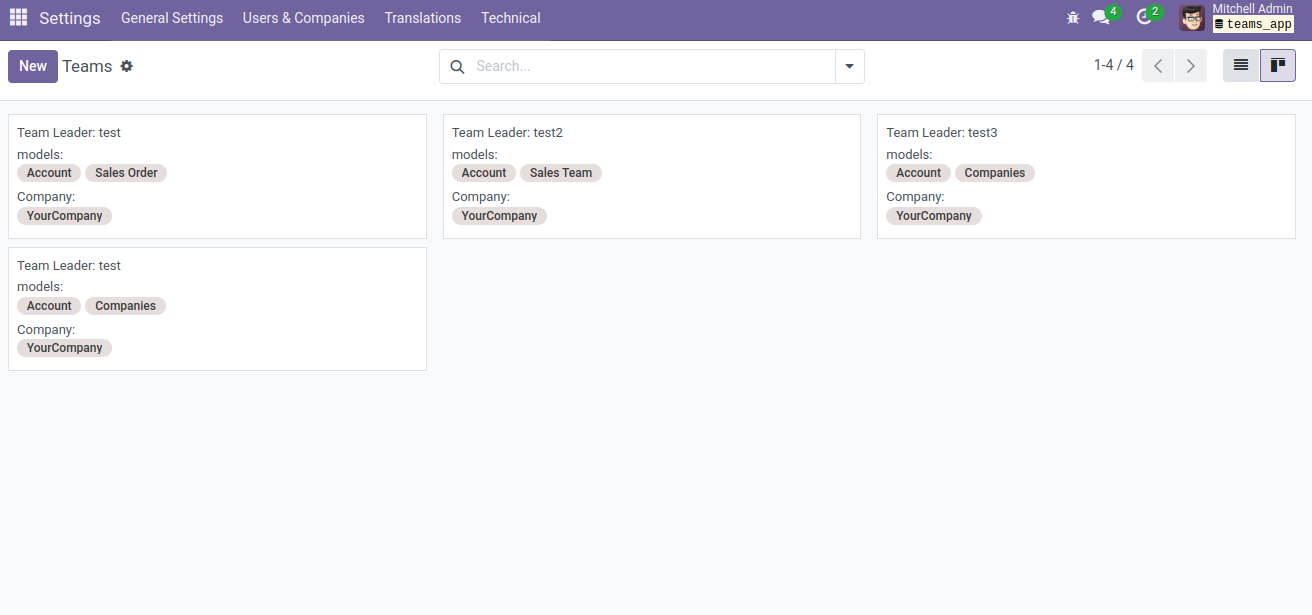 Settings General Settings Users & Companies Translations Technical 4 2 Mitchell Admin
teams_app
New Teams Search... 1-4 / 4
Team Leader: test
models:
Account Sales Order
Company:
YourCompany
Team Leader: test2
models:
Account Sales Team
Company:
YourCompany
Team Leader: test3
models:
Account Companies
Company:
YourCompany
Team Leader: test
models:
Account Companies
Company:
YourCompany